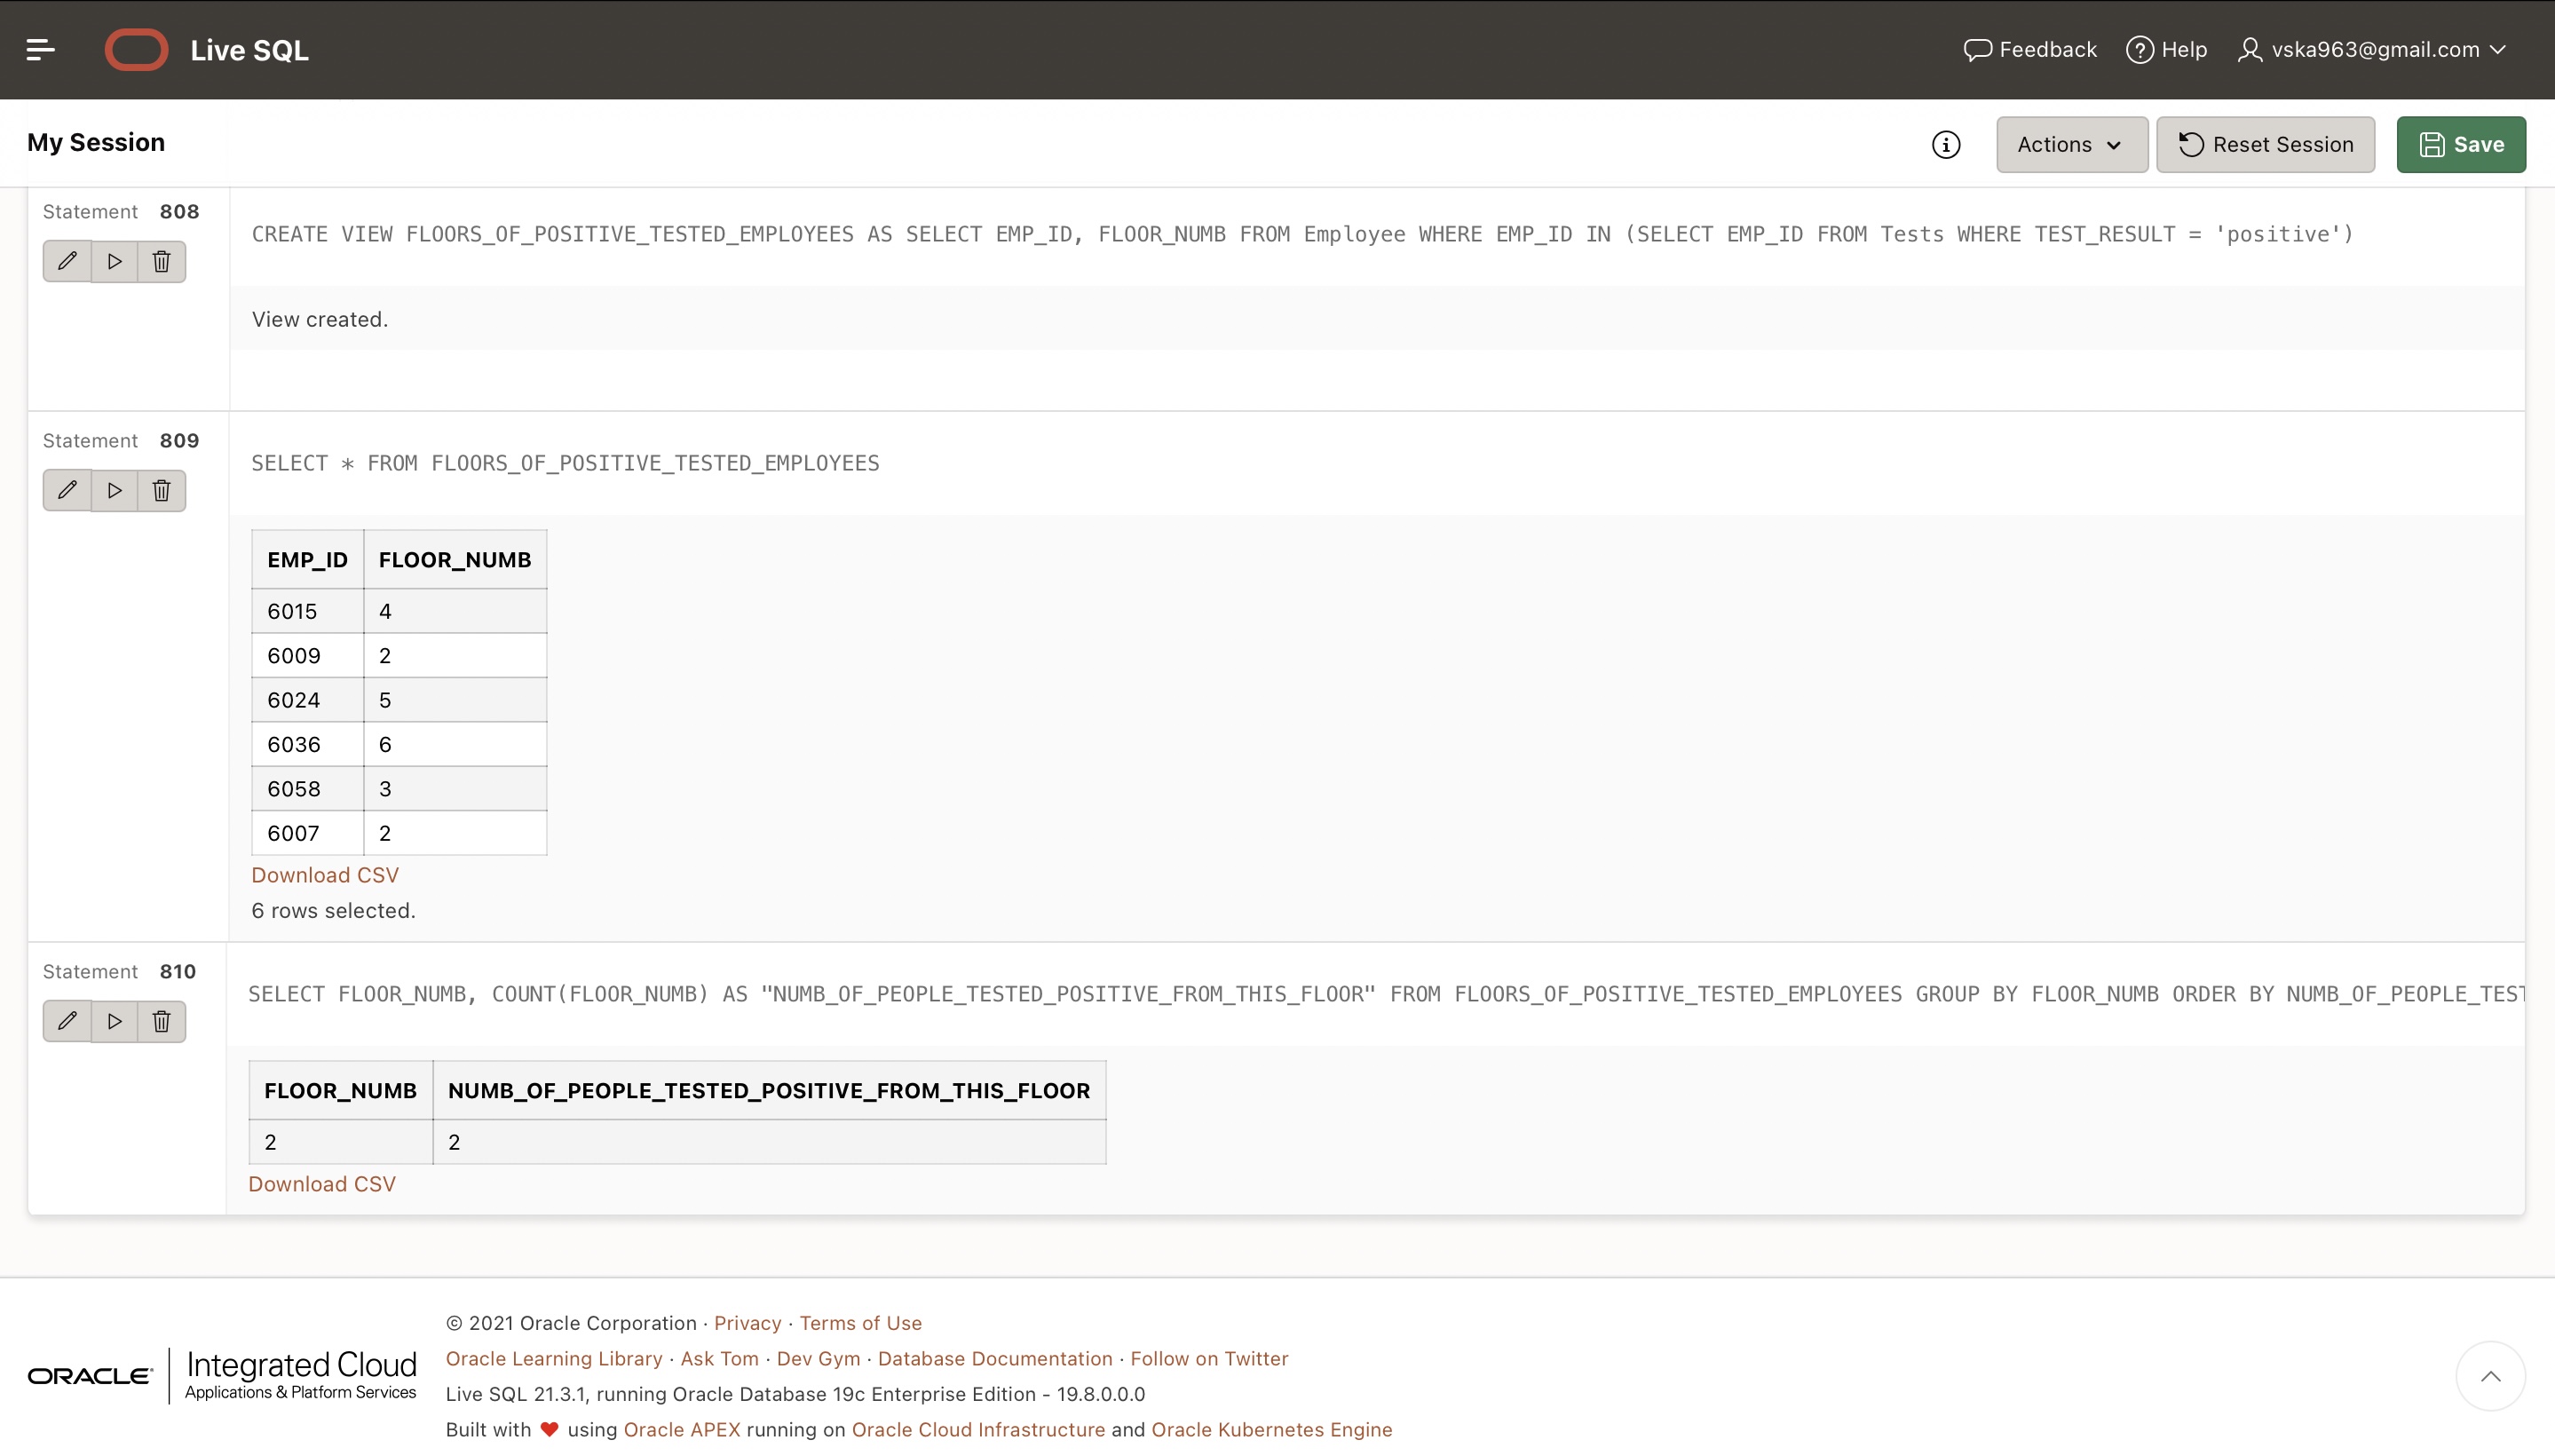 Live SQL
Feedback
Help
vska963@gmail.com
My Session
Actions
Reset Session
Save
Statement 808
CREATE VIEW FLOORS_OF_POSITIVE_TESTED_EMPLOYEES AS SELECT EMP_ID, FLOOR_NUMB FROM Employee WHERE EMP_ID IN (SELECT EMP_ID FROM Tests WHERE TEST_RESULT = 'positive')
View created.
Statement 809
SELECT * FROM FLOORS_OF_POSITIVE_TESTED_EMPLOYEES
EMP_ID FLOOR_NUMB
6015 4
6009 2
6024 5
6036 6
6058 3
6007 2
Download CSV
6 rows selected.
Statement 810
SELECT FLOOR_NUMB, COUNT(FLOOR_NUMB) AS "NUMB_OF_PEOPLE_TESTED_POSITIVE_FROM_THIS_FLOOR" FROM FLOORS_OF_POSITIVE_TESTED_EMPLOYEES GROUP BY FLOOR_NUMB ORDER BY NUMB_OF_PEOPLE_TEST
FLOOR_NUMB NUMB_OF_PEOPLE_TESTED_POSITIVE_FROM_THIS_FLOOR
2 2
Download CSV
ORACLE
Integrated Cloud
Applications & Platform Services
© 2021 Oracle Corporation · Privacy · Terms of Use
Oracle Learning Library · Ask Tom · Dev Gym · Database Documentation · Follow on Twitter
Live SQL 21.3.1, running Oracle Database 19c Enterprise Edition - 19.8.0.0.0
Built with ❤ using Oracle APEX running on Oracle Cloud Infrastructure and Oracle Kubernetes Engine